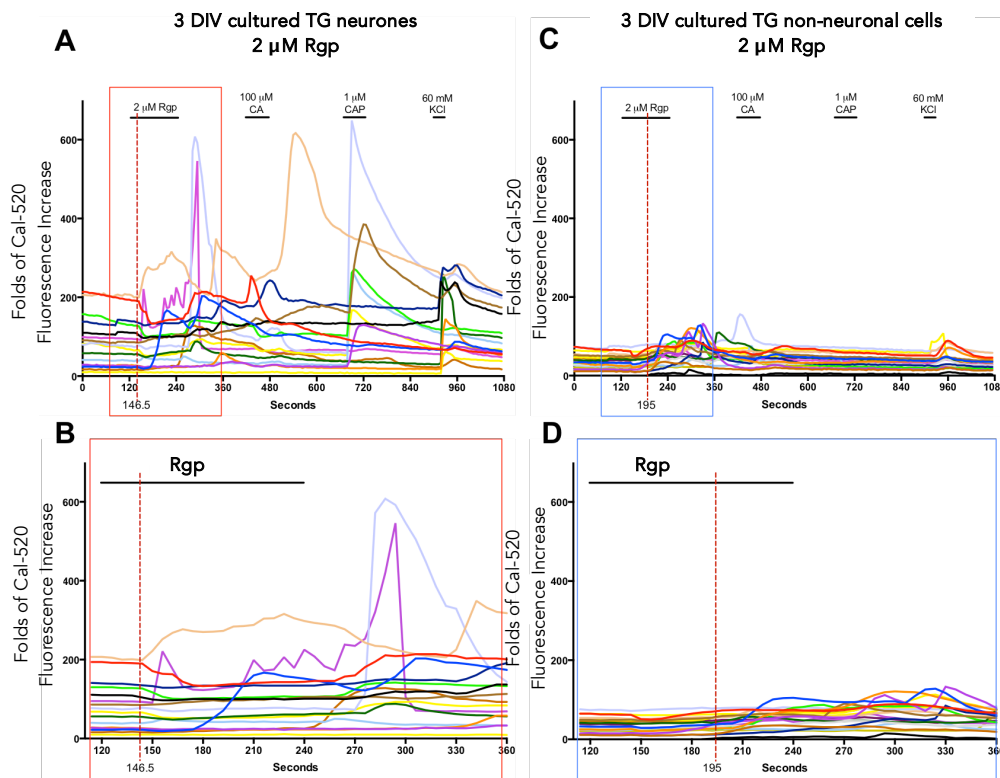 3 DIV cultured TG neurones
2 μM Rgp
A
2 μM Rgp
100 μM
CA
1 μM
CAP
60 mM
KCl
Folds of Cal-520
Fluorescence Increase
600
400
200
0
120
240
360
480
600
720
840
960
1080
146.5
Seconds
3 DIV cultured TG non-neuronal cells
2 μM Rgp
C
2 μM Rgp
100 μM
CA
1 μM
CAP
60 mM
KCl
Folds of Cal-520
Fluorescence Increase
600
400
200
0
120
240
360
480
600
720
840
960
108
195
Seconds
B
Rgp
Folds of Cal-520
Fluorescence Increase
600
400
200
0
120
150
180
210
240
270
300
330
360
146.5
Seconds
D
Rgp
Folds of Cal-520
Fluorescence Increase
600
400
200
0
120
150
180
210
240
270
300
330
36
195
Seconds